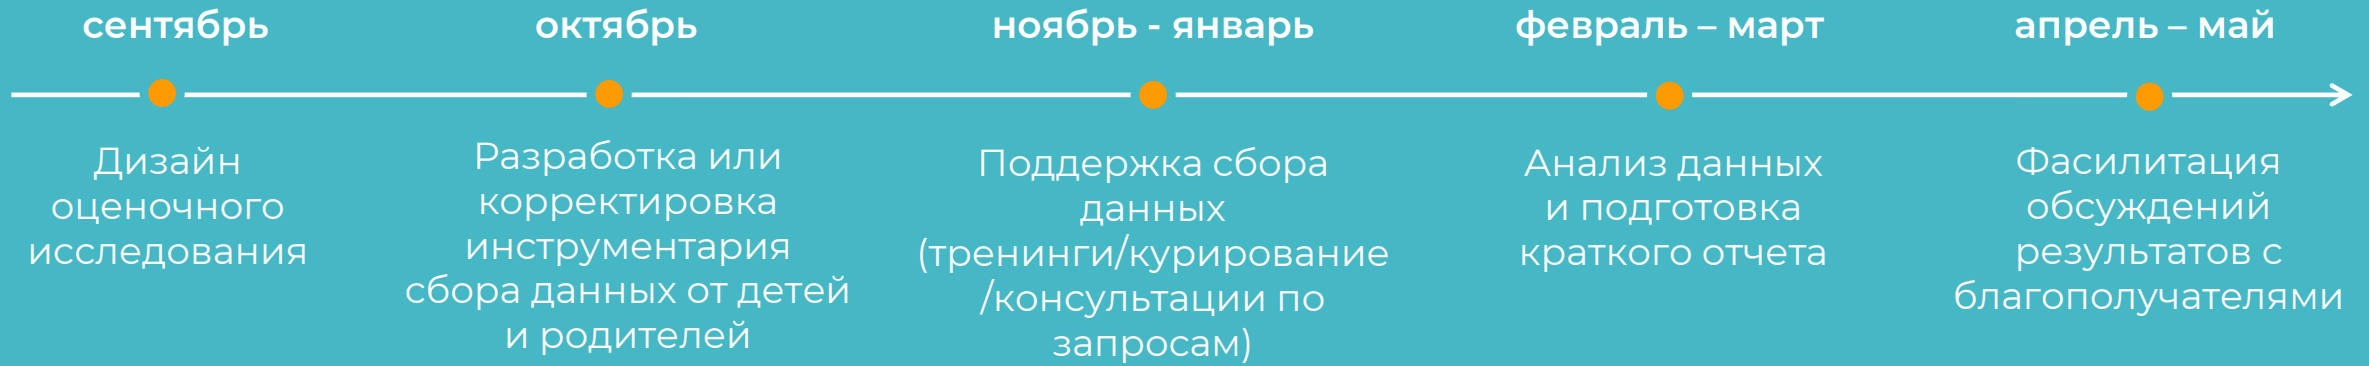 сентябрь
Дизайн
оценочного
исследования
октябрь
Разработка или
корректировка
инструментария
сбора данных от детей
и родителей
ноябрь - январь
Поддержка сбора
данных
(тренинги/курирование
/консультации по
запросам)
февраль – март
Анализ данных
и подготовка
краткого отчета
апрель – май
Фасилитация
обсуждений
результатов с
благополучателями